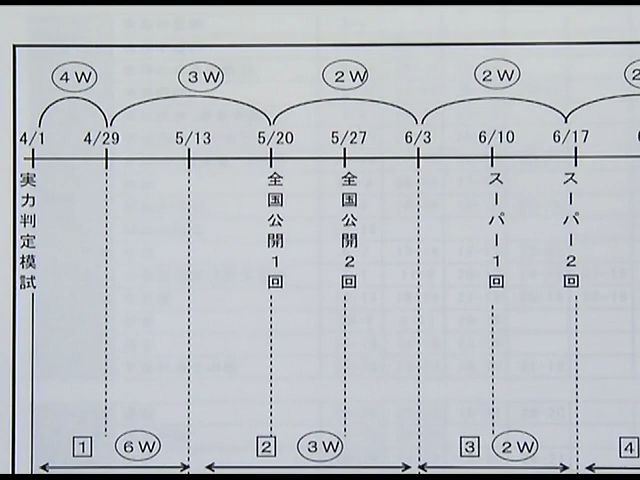 4W 3W 2W 2W 2
4/1 4/29 5/13 5/20 5/27 6/3 6/10 6/17 6
実力判定模試
全国公開1回
全国公開2回
スーパー1回
スーパー2回
1 6W 2 3W 3 2W 4